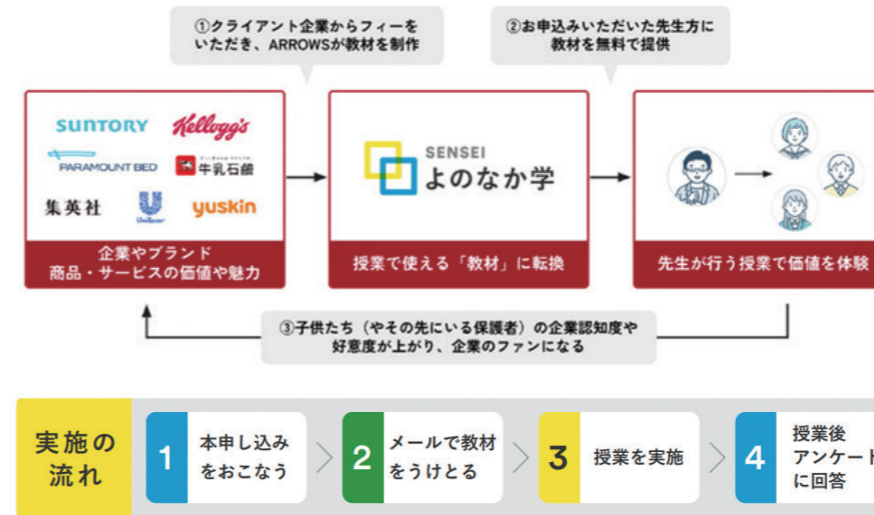 ①クライアント企業からフィーを
いただき、ARROWSが教材を制作
②お申込みいただいた先生方に
教材を無料で提供
SUNTORY
Kellogg's
PARAMOUNT BED
牛乳石鹼
集英社
Unilever
yuskin
企業やブランド
商品・サービスの価値や魅力
SENSEI
よのなか学
授業で使える「教材」に転換
先生が行う授業で価値を体験
③子供たち（やその先にいる保護者）の企業認知度や
好意度が上がり、企業のファンになる
実施の
流れ
1
本申し込み
をおこなう
2
メールで教材
をうけとる
3
授業を実施
4
授業後
アンケート
に回答